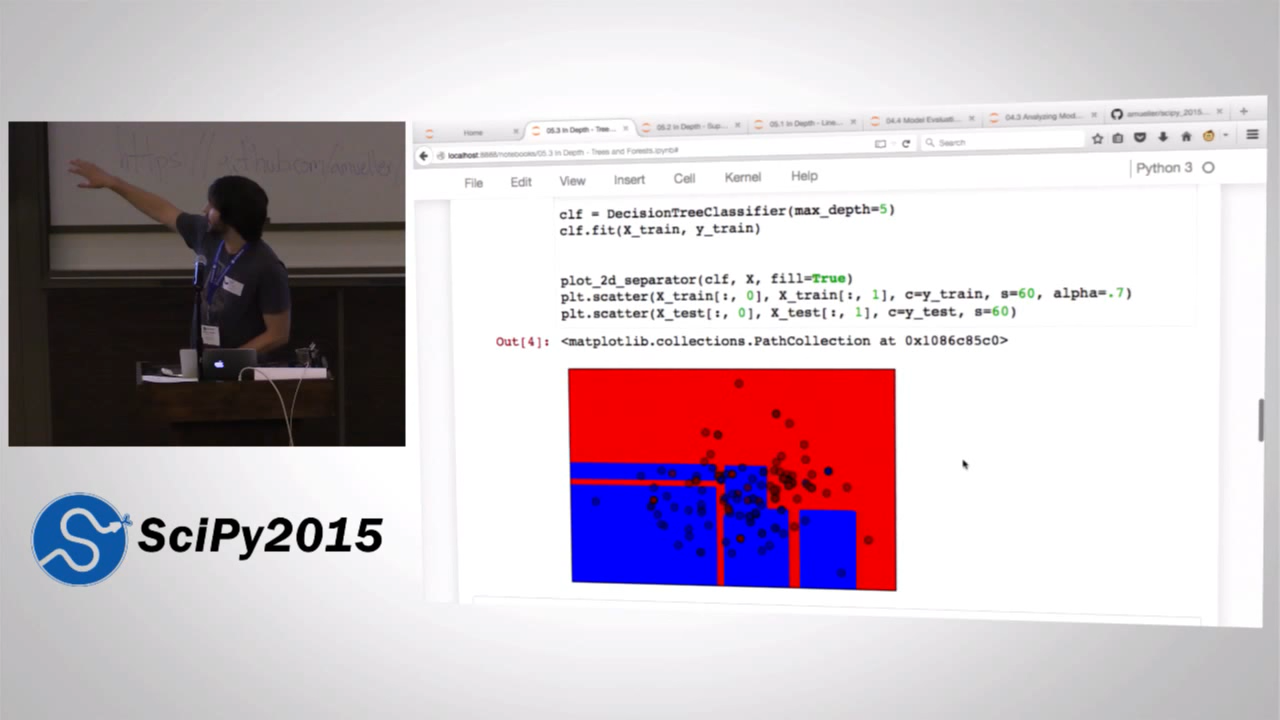 Home
05.3 In Depth - Tree...
05.2 In Depth - Sup...
05.1 In Depth - Line...
04.4 Model Evaluati...
04.3 Analyzing Mod...
amueller/scipy_2015...
localhost:8888/notebooks/05.3 In Depth - Trees and Forests.ipynb#
Search
File Edit View Insert Cell Kernel Help
Python 3
clf = DecisionTreeClassifier(max_depth=5)
clf.fit(X_train, y_train)
plot_2d_separator(clf, X, fill=True)
plt.scatter(X_train[:, 0], X_train[:, 1], c=y_train, s=60, alpha=.7)
plt.scatter(X_test[:, 0], X_test[:, 1], c=y_test, s=60)
Out[4]: <matplotlib.collections.PathCollection at 0x1086c85c0>
SciPy2015